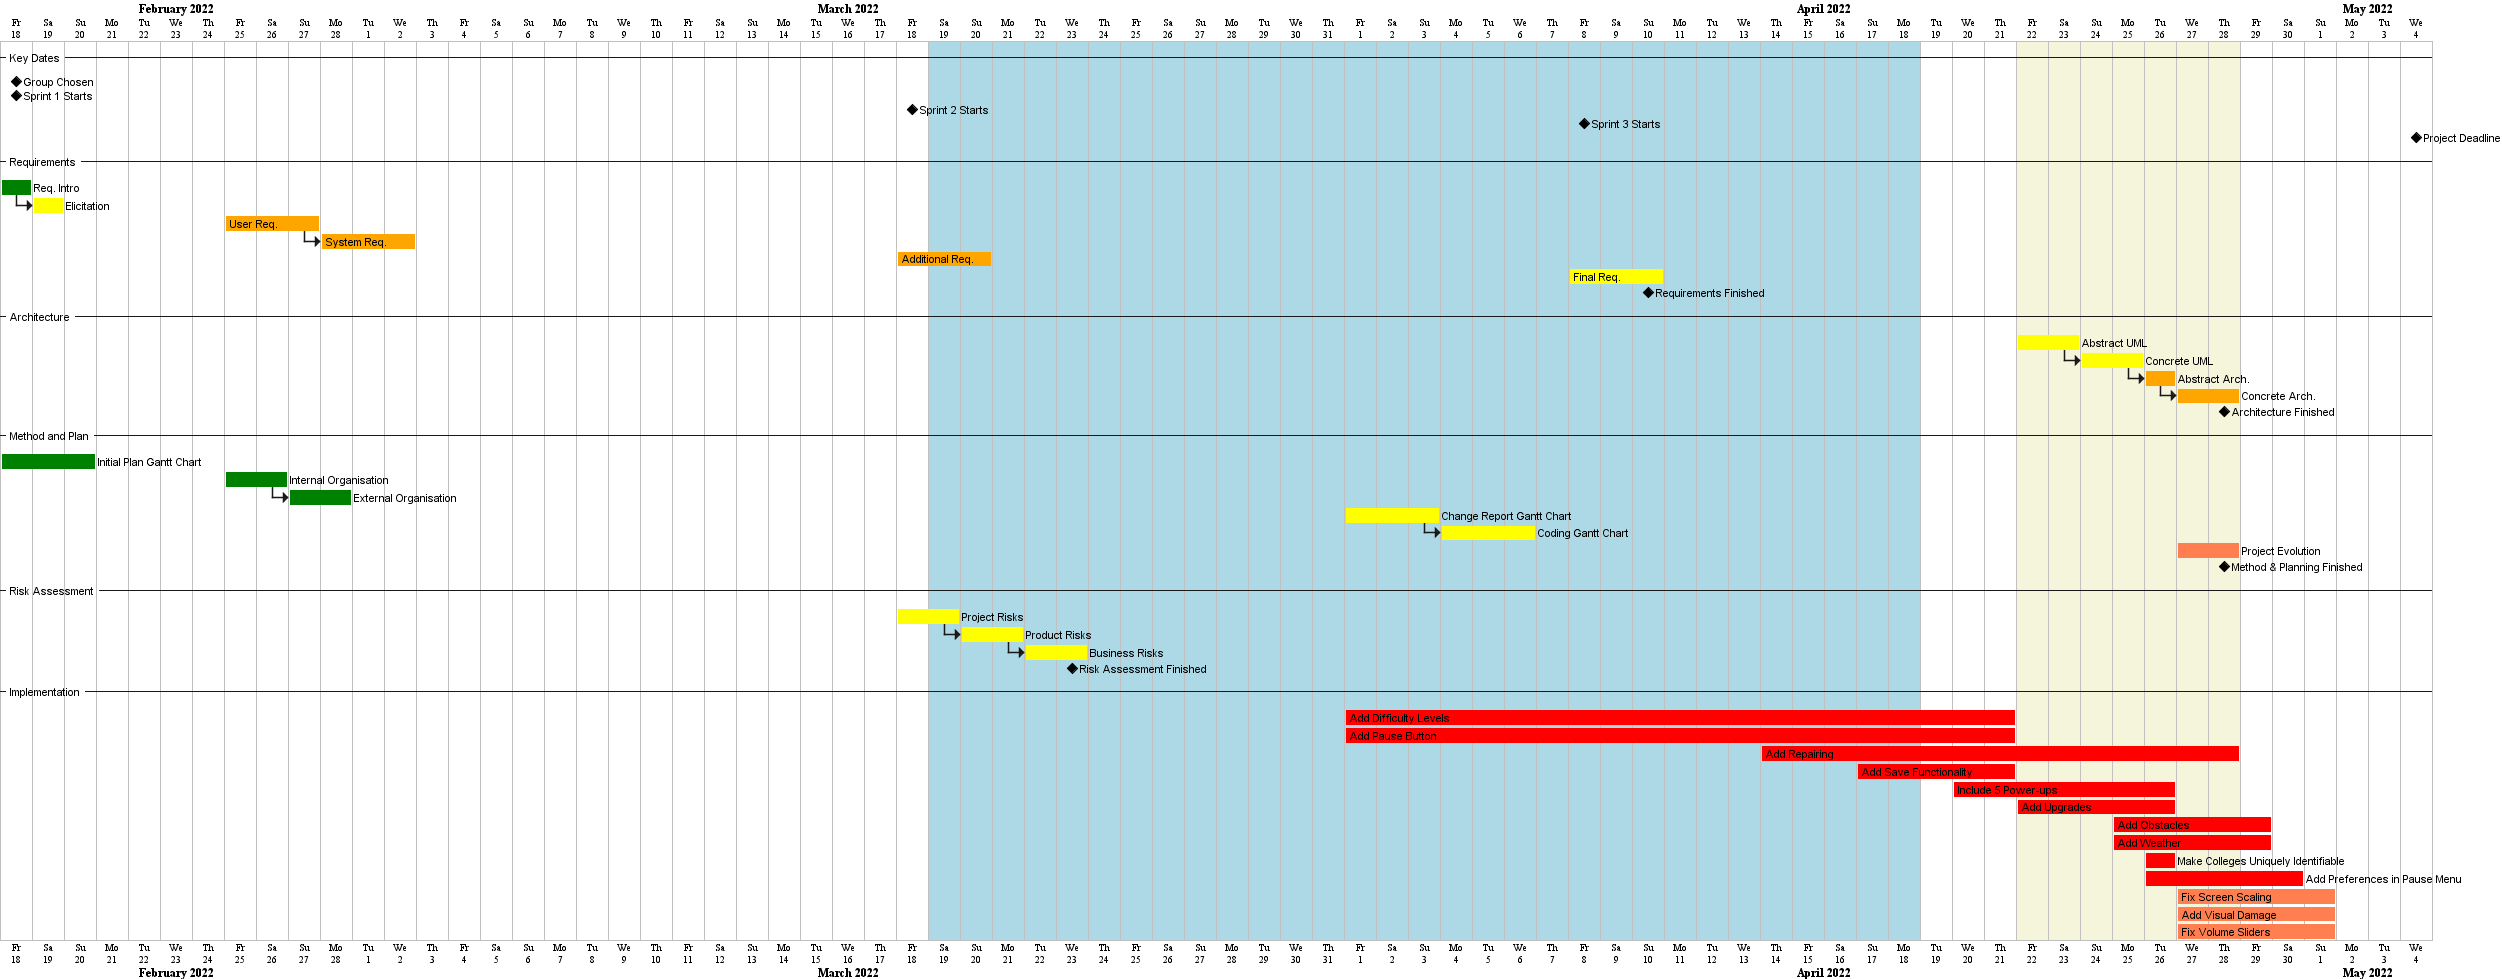 February 2022 March 2022 April 2022 May 2022
Fr Sa Su Mo Tu We Th Fr Sa Su Mo Tu We Th Fr Sa Su Mo Tu We Th Fr Sa Su Mo Tu We Th Fr Sa Su Mo Tu We Th Fr Sa Su Mo Tu We Th Fr Sa Su Mo Tu We Th Fr Sa Su Mo Tu We Th Fr Sa Su Mo Tu We Th Fr Sa Su Mo Tu We Th Fr Sa Su Mo Tu We
18 19 20 21 22 23 24 25 26 27 28 1 2 3 4 5 6 7 8 9 10 11 12 13 14 15 16 17 18 19 20 21 22 23 24 25 26 27 28 29 30 31 1 2 3 4 5 6 7 8 9 10 11 12 13 14 15 16 17 18 19 20 21 22 23 24 25 26 27 28 29 30 1 2 3 4
Key Dates
Group Chosen
Sprint 1 Starts
Sprint 2 Starts
Sprint 3 Starts
Project Deadline
Requirements
Req. Intro
Elicitation
User Req.
System Req.
Additional Req.
Final Req.
Requirements Finished
Architecture
Abstract UML
Concrete UML
Abstract Arch.
Concrete Arch.
Architecture Finished
Method and Plan
Initial Plan Gantt Chart
Internal Organisation
External Organisation
Change Report Gantt Chart
Coding Gantt Chart
Project Evolution
Method & Planning Finished
Risk Assessment
Project Risks
Product Risks
Business Risks
Risk Assessment Finished
Implementation
Add Difficulty Levels
Add Pause Button
Add Repairing
Add Save Functionality
Include 5 Power-ups
Add Upgrades
Add Obstacles
Add Weather
Make Colleges Uniquely Identifiable
Add Preferences in Pause Menu
Fix Screen Scaling
Add Visual Damage
Fix Volume Sliders
Fr Sa Su Mo Tu We Th Fr Sa Su Mo Tu We Th Fr Sa Su Mo Tu We Th Fr Sa Su Mo Tu We Th Fr Sa Su Mo Tu We Th Fr Sa Su Mo Tu We Th Fr Sa Su Mo Tu We Th Fr Sa Su Mo Tu We Th Fr Sa Su Mo Tu We Th Fr Sa Su Mo Tu We Th Fr Sa Su Mo Tu We
18 19 20 21 22 23 24 25 26 27 28 1 2 3 4 5 6 7 8 9 10 11 12 13 14 15 16 17 18 19 20 21 22 23 24 25 26 27 28 29 30 31 1 2 3 4 5 6 7 8 9 10 11 12 13 14 15 16 17 18 19 20 21 22 23 24 25 26 27 28 29 30 1 2 3 4
February 2022 March 2022 April 2022 May 2022